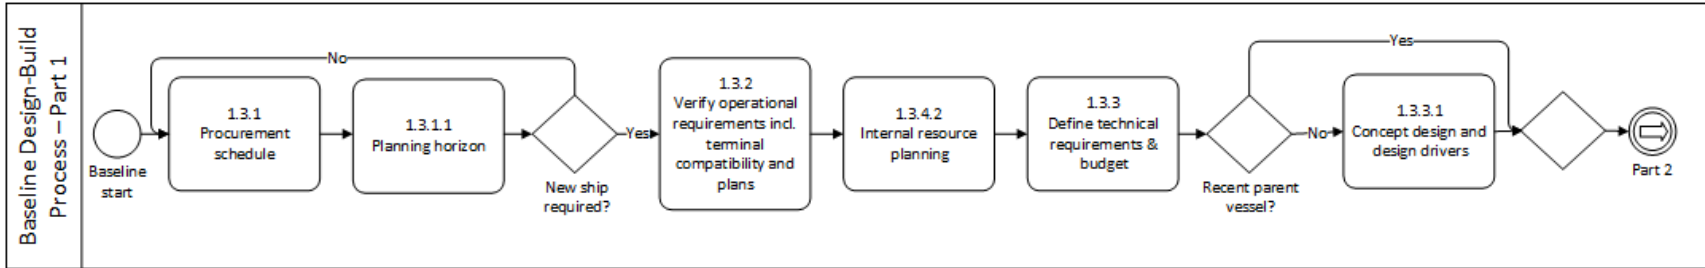 Baseline Design-Build
Process – Part 1
Baseline
start
No
1.3.1
Procurement
schedule
1.3.1.1
Planning horizon
New ship
required?
Yes
1.3.2
Verify operational
requirements incl.
terminal
compatibility and
plans
1.3.4.2
Internal resource
planning
1.3.3
Define technical
requirements &
budget
Recent parent
vessel?
Yes
No
1.3.3.1
Concept design and
design drivers
Part 2